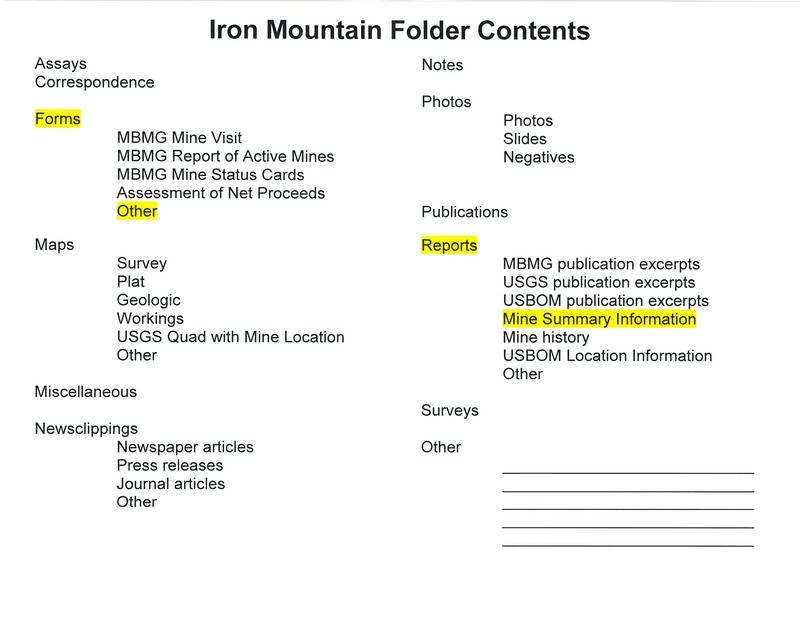 Iron Mountain Folder Contents
Assays
Correspondence
Forms
MBMG Mine Visit
MBMG Report of Active Mines
MBMG Mine Status Cards
Assessment of Net Proceeds
Other
Maps
Survey
Plat
Geologic
Workings
USGS Quad with Mine Location
Other
Miscellaneous
Newsclippings
Newspaper articles
Press releases
Journal articles
Other
Notes
Photos
Photos
Slides
Negatives
Publications
Reports
MBMG publication excerpts
USGS publication excerpts
USBOM publication excerpts
Mine Summary Information
Mine history
USBOM Location Information
Other
Surveys
Other